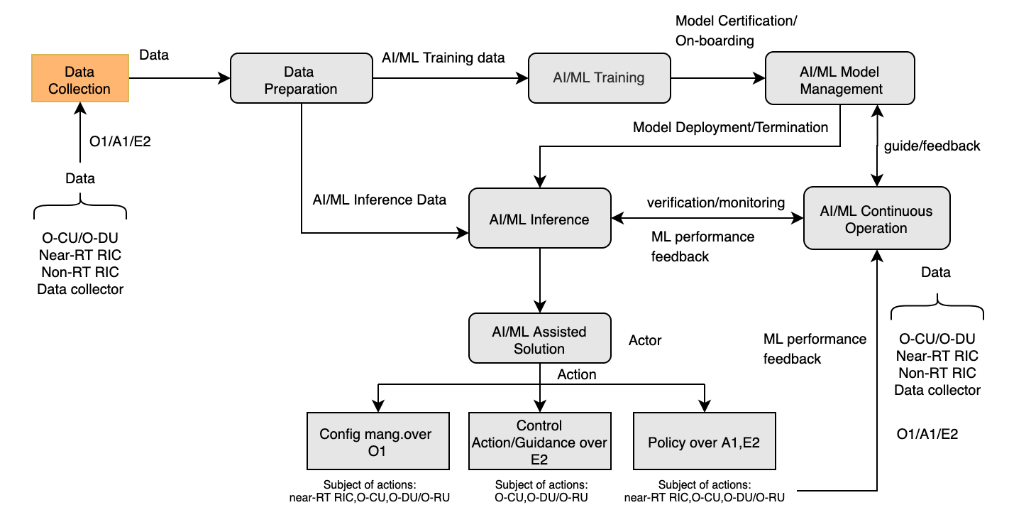 Model Certification/
On-boarding
Data
AI/ML Training data
Data
Collection
Data
Preparation
AI/ML Training
AI/ML Model
Management
O1/A1/E2
Model Deployment/Termination
guide/feedback
Data
AI/ML Inference Data
verification/monitoring
AI/ML Inference
AI/ML Continuous
Operation
ML performance
feedback
O-CU/O-DU
Near-RT RIC
Non-RT RIC
Data collector
Data
AI/ML Assisted
Solution
Actor
ML performance
feedback
O-CU/O-DU
Near-RT RIC
Non-RT RIC
Data collector
Action
O1/A1/E2
Config mang.over
O1
Control
Action/Guidance over
E2
Policy over A1,E2
Subject of actions:
near-RT RIC,O-CU,O-DU/O-RU
Subject of actions:
O-CU,O-DU/O-RU
Subject of actions:
near-RT RIC,O-CU,O-DU/O-RU